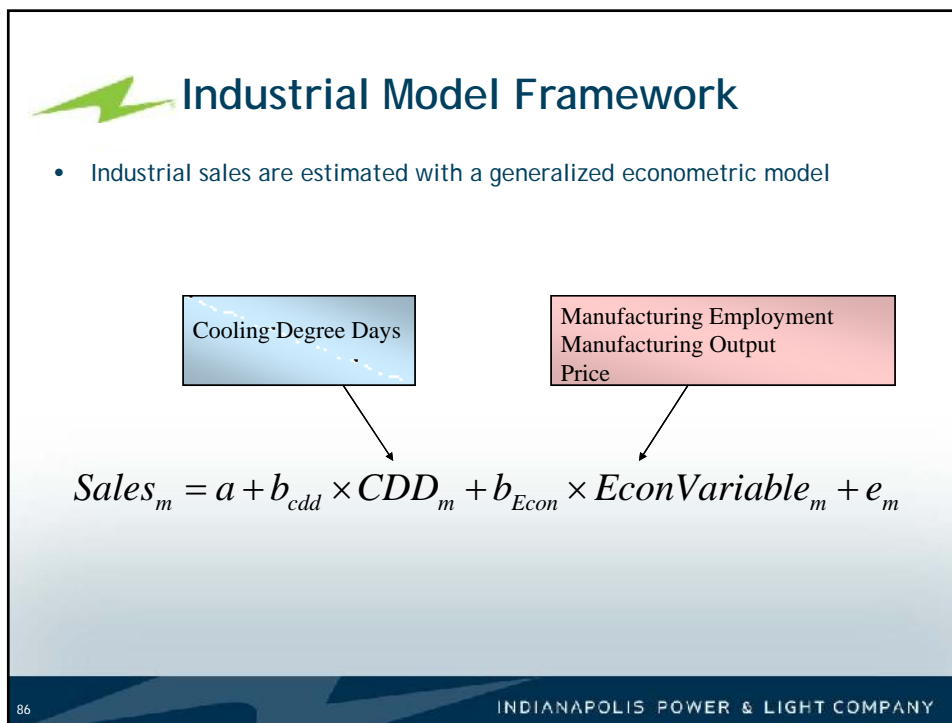 Industrial Model Framework
• Industrial sales are estimated with a generalized econometric model
Cooling Degree Days
Manufacturing Employment
Manufacturing Output
Price
Sales_m = a + b_cdd × CDD_m + b_Econ × EconVariable_m + e_m
86
INDIANAPOLIS POWER & LIGHT COMPANY